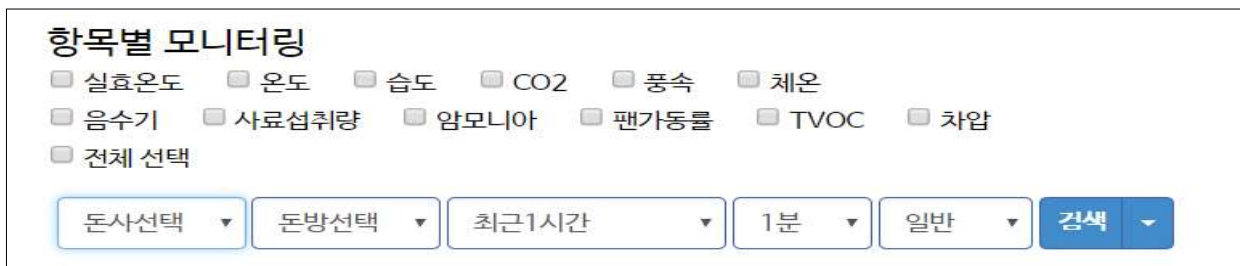 항목별 모니터링
실효온도 온도 습도 CO2 풍속 체온
음수기 사료섭취량 암모니아 팬가동률 TVOC 차압
전체 선택
돈사선택 돈방선택 최근1시간 1분 일반 검색